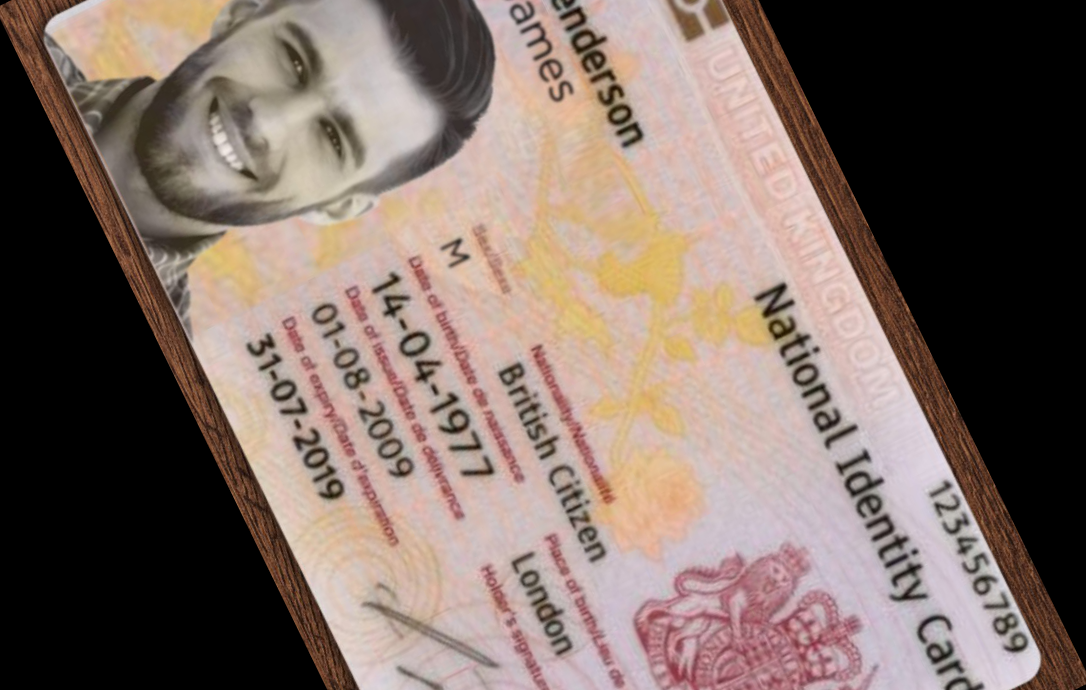 UNITED KINGDOM
123456789
National Identity Card
enderson
ames
Sex/Sexe
M
Nationality/Nationalité
British Citizen
Date of birth/Date de naissance
14-04-1977
Place of birth/Lieu de
London
Date of issue/Date de délivrance
01-08-2009
Holder's signature
Date of expiry/Date d'expiration
31-07-2019